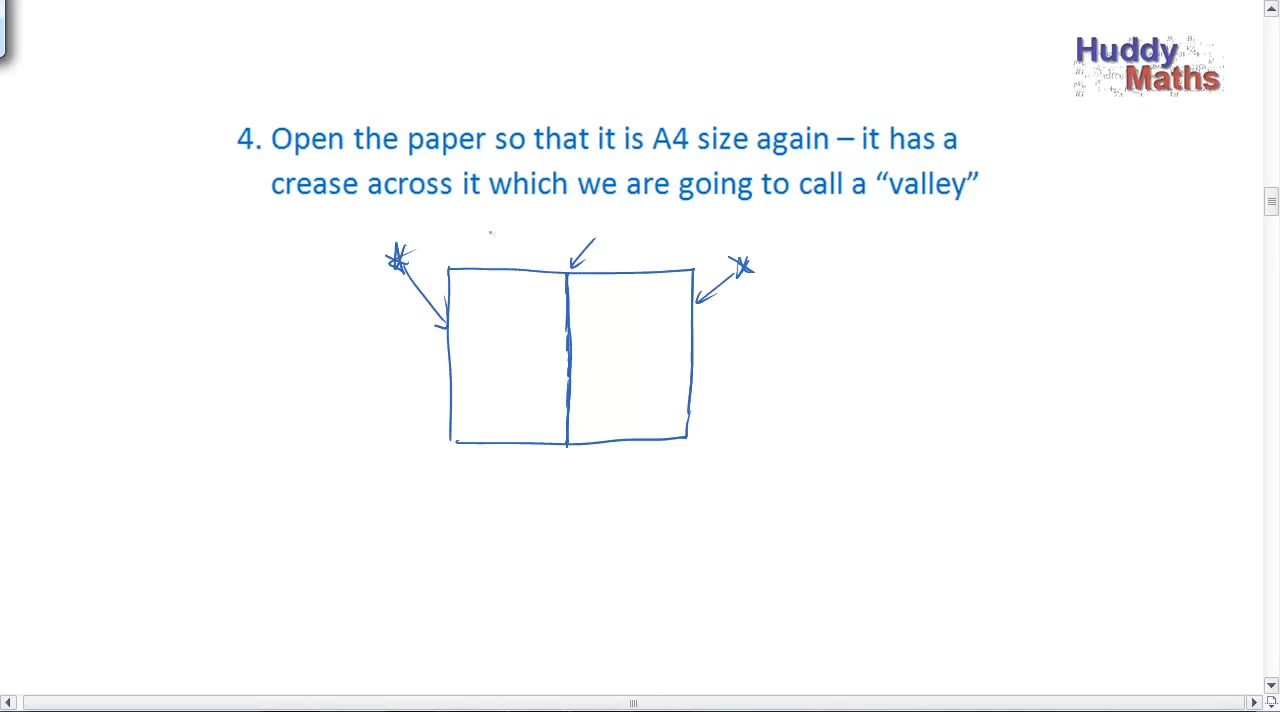 Huddy
Maths
4. Open the paper so that it is A4 size again – it has a
crease across it which we are going to call a “valley”